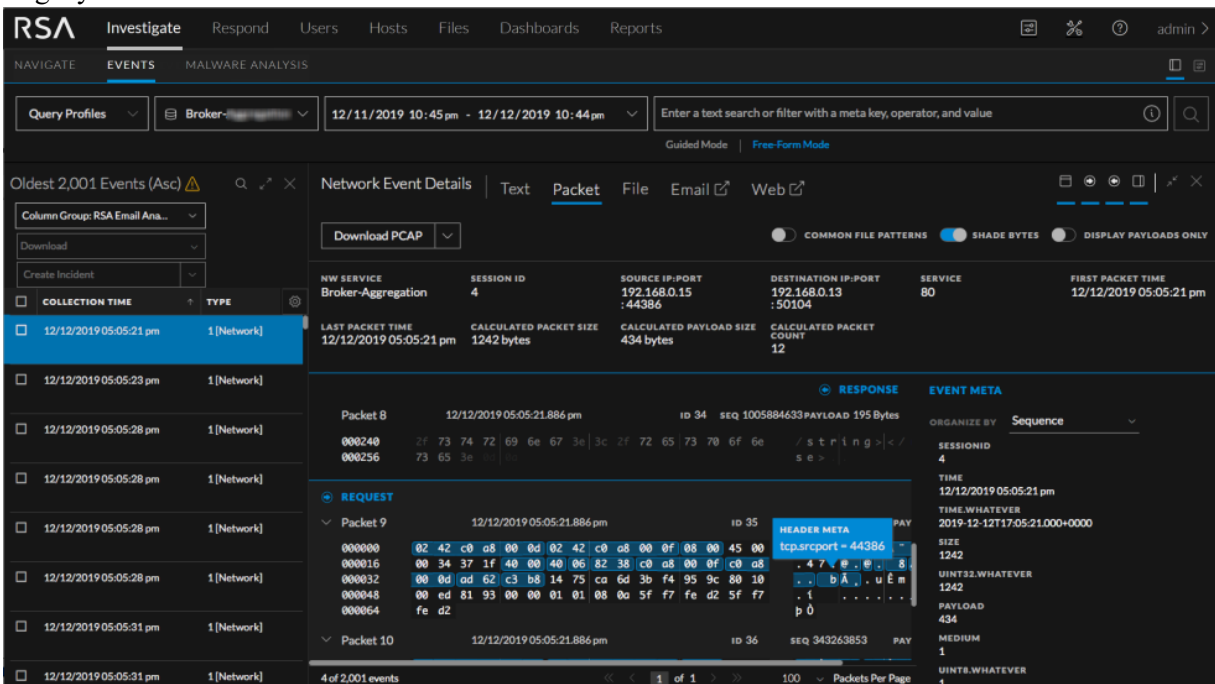 RSA Investigate Respond Users Hosts Files Dashboards Reports admin >
NAVIGATE EVENTS MALWARE ANALYSIS
Query Profiles Broker- 12/11/2019 10:45 pm - 12/12/2019 10:44 pm Enter a text search or filter with a meta key, operator, and value
Guided Mode | Free-Form Mode
Oldest 2,001 Events (Asc)
Column Group: RSA Email Ana...
Download
Create Incident
COLLECTION TIME ↑ TYPE
12/12/2019 05:05:21 pm 1 [Network]
12/12/2019 05:05:23 pm 1 [Network]
12/12/2019 05:05:28 pm 1 [Network]
12/12/2019 05:05:28 pm 1 [Network]
12/12/2019 05:05:28 pm 1 [Network]
12/12/2019 05:05:28 pm 1 [Network]
12/12/2019 05:05:31 pm 1 [Network]
12/12/2019 05:05:31 pm 1 [Network]
Network Event Details Text Packet File Email Web
Download PCAP COMMON FILE PATTERNS SHADE BYTES DISPLAY PAYLOADS ONLY
NW SERVICE SESSION ID SOURCE IP:PORT DESTINATION IP:PORT SERVICE FIRST PACKET TIME
Broker-Aggregation 4 192.168.0.15 192.168.0.13 80 12/12/2019 05:05:21 pm
: 44386 : 50104
LAST PACKET TIME CALCULATED PACKET SIZE CALCULATED PAYLOAD SIZE CALCULATED PACKET
COUNT
12/12/2019 05:05:21 pm 1242 bytes 434 bytes
12
RESPONSE
Packet 8 12/12/2019 05:05:21.886 pm ID 34 SEQ 1005884633 PAYLOAD 195 Bytes
000240 2f 73 74 72 69 6e 67 3e 3c 2f 72 65 73 70 6f 6e / s t r i n g > < /
000256 73 65 3e s e >
REQUEST
Packet 9 12/12/2019 05:05:21.886 pm ID 35 PAY
HEADER META
tcp.srcport = 44386
000000 02 42 c0 a8 00 0d 02 42 c0 a8 00 0f 08 00 45 00
000016 00 34 37 1f 40 00 40 06 82 38 c0 a8 00 0f c0 a8 . 4 7 . @ . @ . 8 .
000032 00 0d ad 62 c3 b8 14 75 ca 6d 3b f4 95 9c 80 10 . . b Ã . . u Ê m
000048 00 ed 81 93 00 00 01 01 08 0a 5f f7 fe d2 5f f7 . í . . . . . .
000064 fe d2 þ Ò
Packet 10 12/12/2019 05:05:21.886 pm ID 36 SEQ 343263853 PAY
4 of 2,001 events << < 1 of 1 > >> 100 Packets Per Page
EVENT META
ORGANIZE BY Sequence
SESSIONID
4
TIME
12/12/2019 05:05:21 pm
TIME.WHATEVER
2019-12-12T17:05:21.000+0000
SIZE
1242
UINT32.WHATEVER
1242
PAYLOAD
434
MEDIUM
1
UINT8.WHATEVER
1